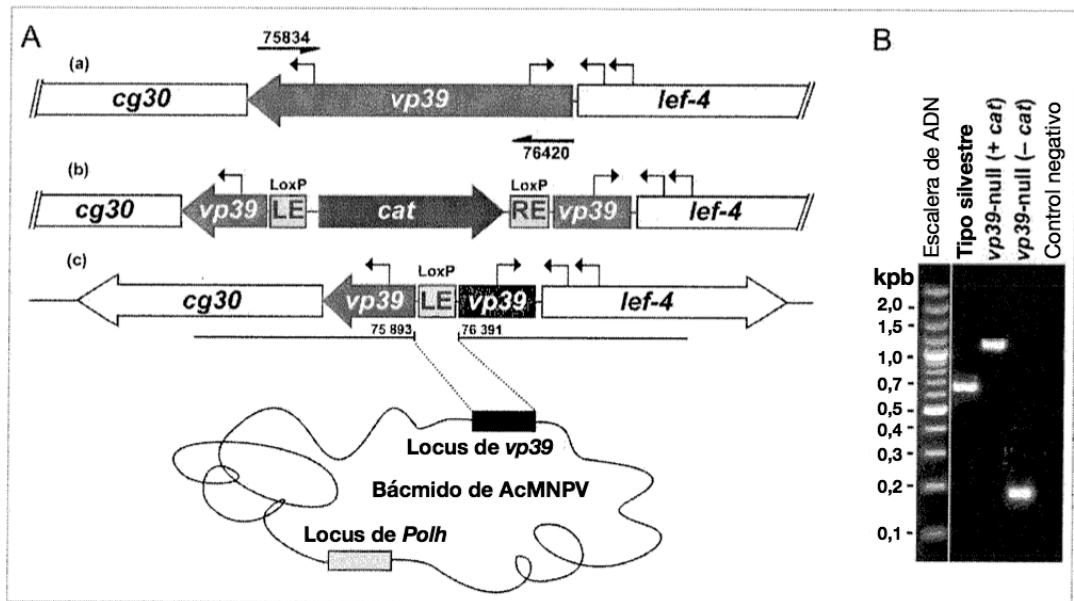 A
75834
(a)
cg30
vp39
lef-4
76420
(b)
LoxP
LoxP
cg30
vp39
LE
cat
RE
vp39
lef-4
(c)
LoxP
cg30
vp39
LE
vp39
lef-4
75 893
76 391
Locus de vp39
Bácmido de AcMNPV
Locus de Polh
B
Escalera de ADN
Tipo silvestre
vp39-null (+ cat)
vp39-null (– cat)
Control negativo
kpb
2,0
1,5
1,0
0,7
0,5
0,4
0,3
0,2
0,1